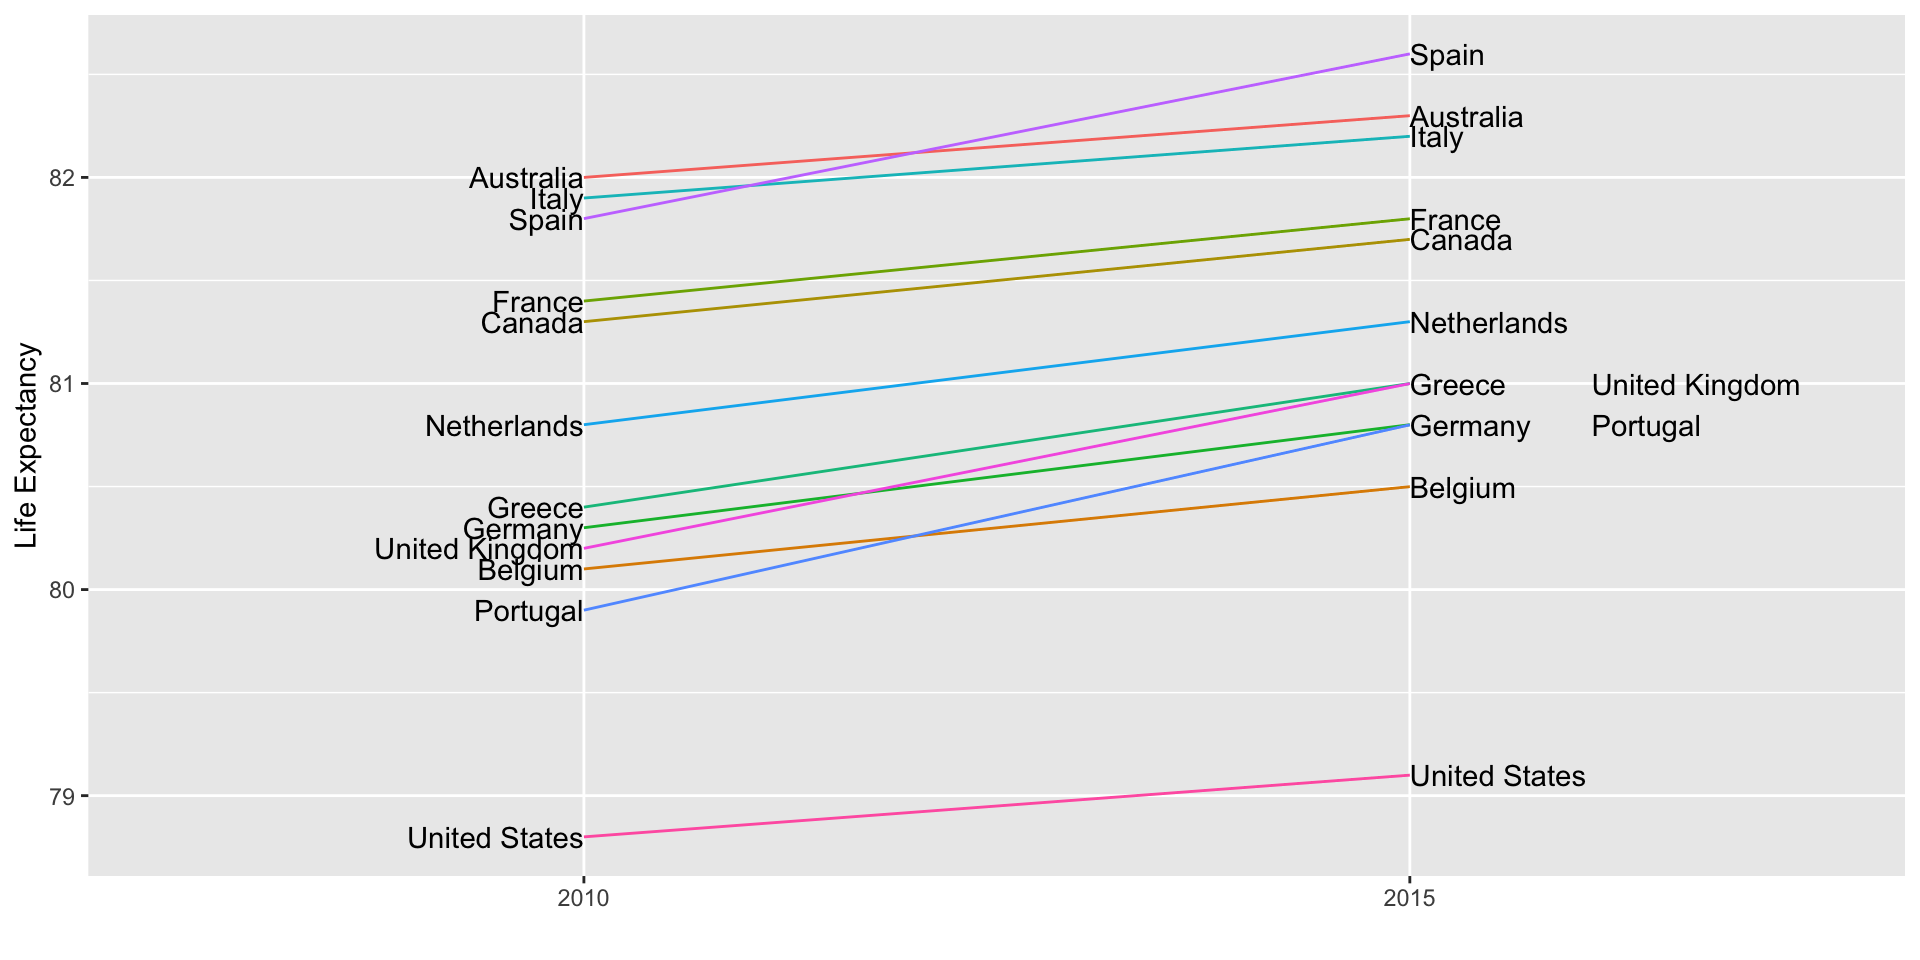 Spain
Australia
Italy
82
Australia
Italy
Spain
France
Canada
France
Canada
Netherlands
Life Expectancy
81
Greece United Kingdom
Netherlands
Germany Portugal
Belgium
Greece
Germany
United Kingdom
Belgium
80
Portugal
United States
79
United States
2010 2015